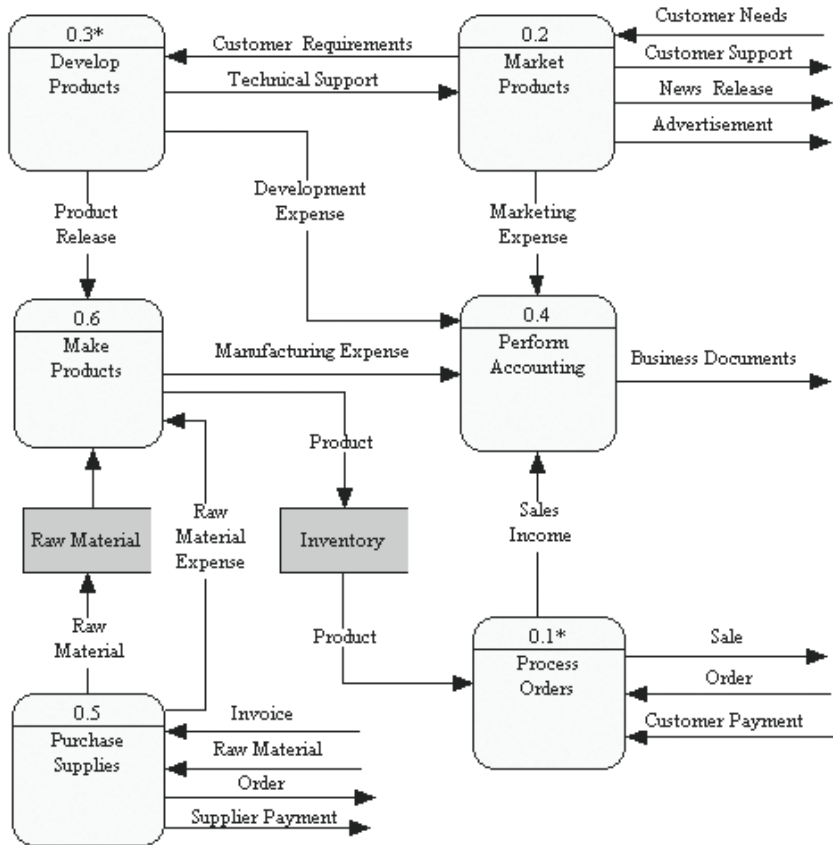 0.3*
Develop
Products
Customer Requirements
Technical Support
0.2
Market
Products
Customer Needs
Customer Support
News Release
Advertisement
Product
Release
Development
Expense
Marketing
Expense
0.6
Make
Products
Manufacturing Expense
0.4
Perform
Accounting
Business Documents
Product
Raw Material
Raw
Material
Expense
Inventory
Sales
Income
Raw
Material
Product
0.1*
Process
Orders
Sale
Order
Customer Payment
0.5
Purchase
Supplies
Invoice
Raw Material
Order
Supplier Payment